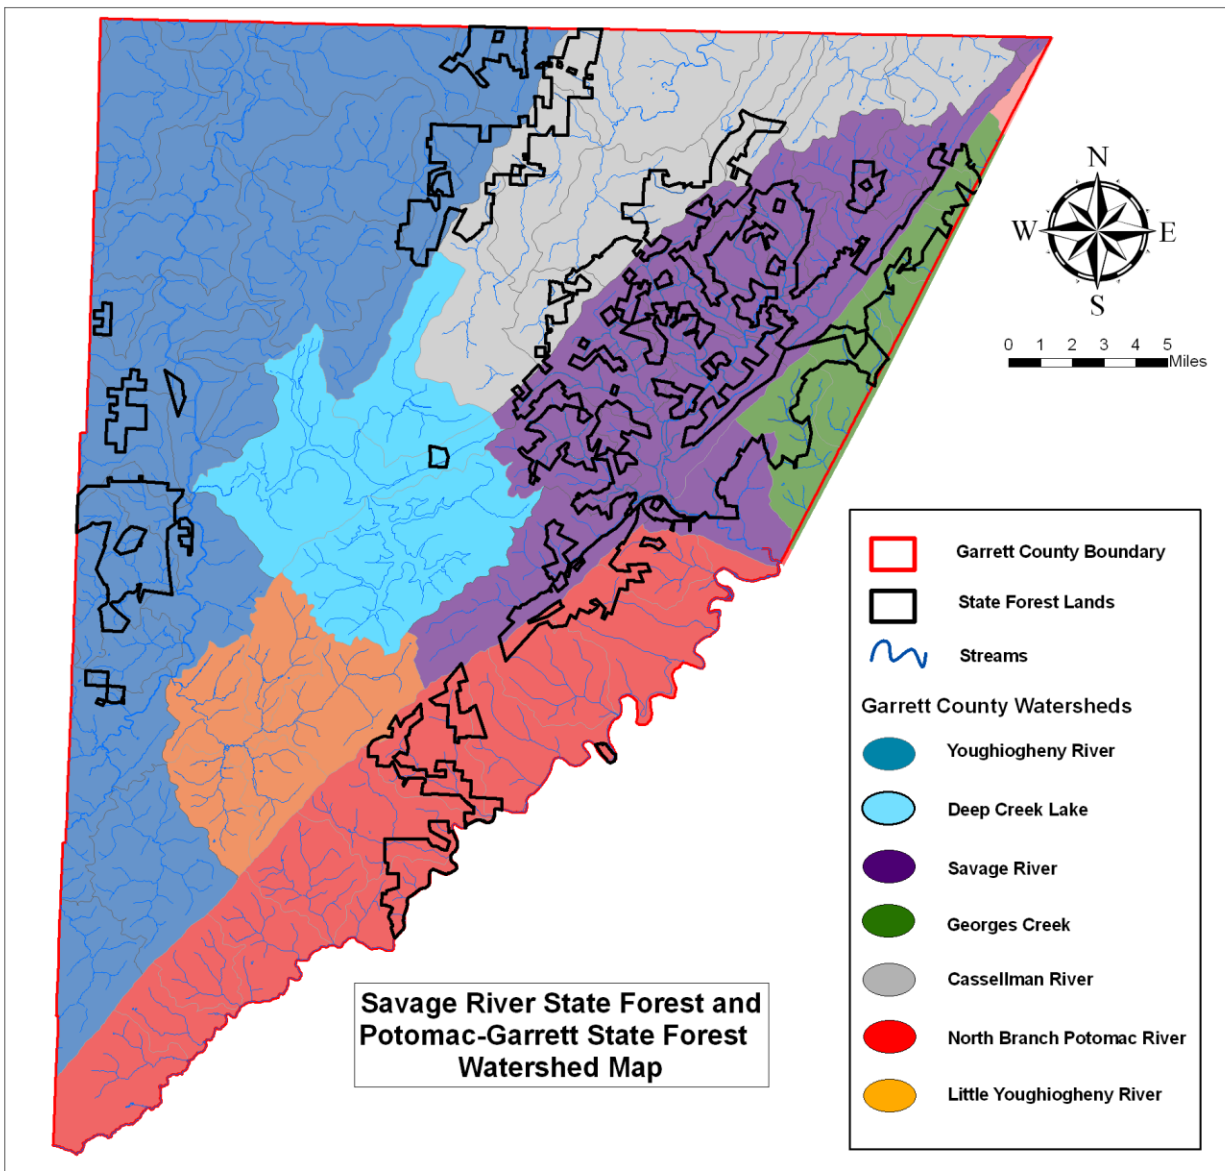 N
W
E
S
0 1 2 3 4 5
Miles
Garrett County Boundary
State Forest Lands
Streams
Garrett County Watersheds
Youghiogheny River
Deep Creek Lake
Savage River
Georges Creek
Cassellman River
North Branch Potomac River
Little Youghiogheny River
Savage River State Forest and
Potomac-Garrett State Forest
Watershed Map